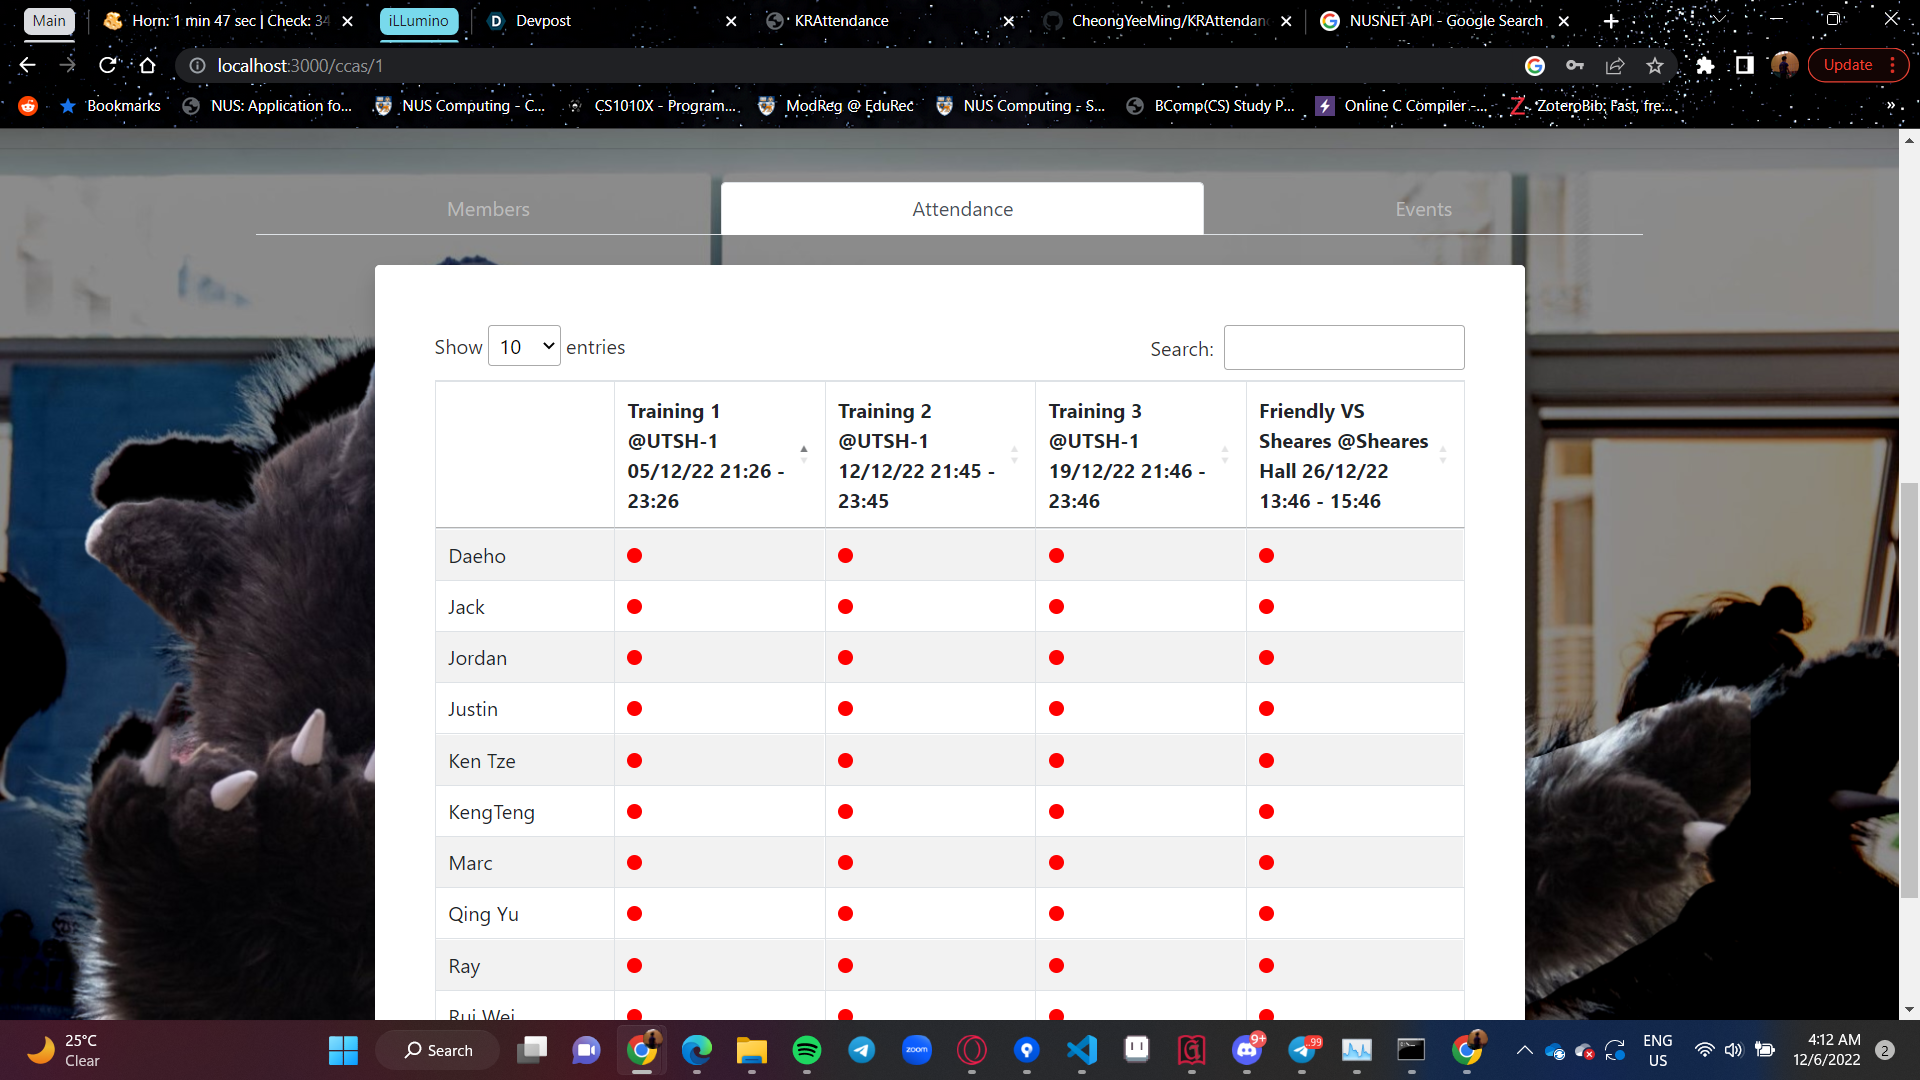 Main
Horn: 1 min 47 sec | Check: 34
iLLumino
Devpost
KRAttendance
CheongYeeMing/KRAttendan
NUSNET API - Google Search
localhost:3000/ccas/1
Update
Bookmarks
NUS: Application fo...
NUS Computing - C...
CS1010X - Program...
ModReg @ EduRec
NUS Computing - S...
BComp(CS) Study P...
Online C Compiler -...
ZoteroBib: Fast, fre...
Members
Attendance
Events
Show 10 entries
Search:
Training 1
@UTSH-1
05/12/22 21:26 -
23:26
Training 2
@UTSH-1
12/12/22 21:45 -
23:45
Training 3
@UTSH-1
19/12/22 21:46 -
23:46
Friendly VS
Sheares @Sheares
Hall 26/12/22
13:46 - 15:46
Daeho
Jack
Jordan
Justin
Ken Tze
KengTeng
Marc
Qing Yu
Ray
Rui Wei
25°C
Clear
Search
zoom
9+
..99
ENG
US
4:12 AM
12/6/2022
2